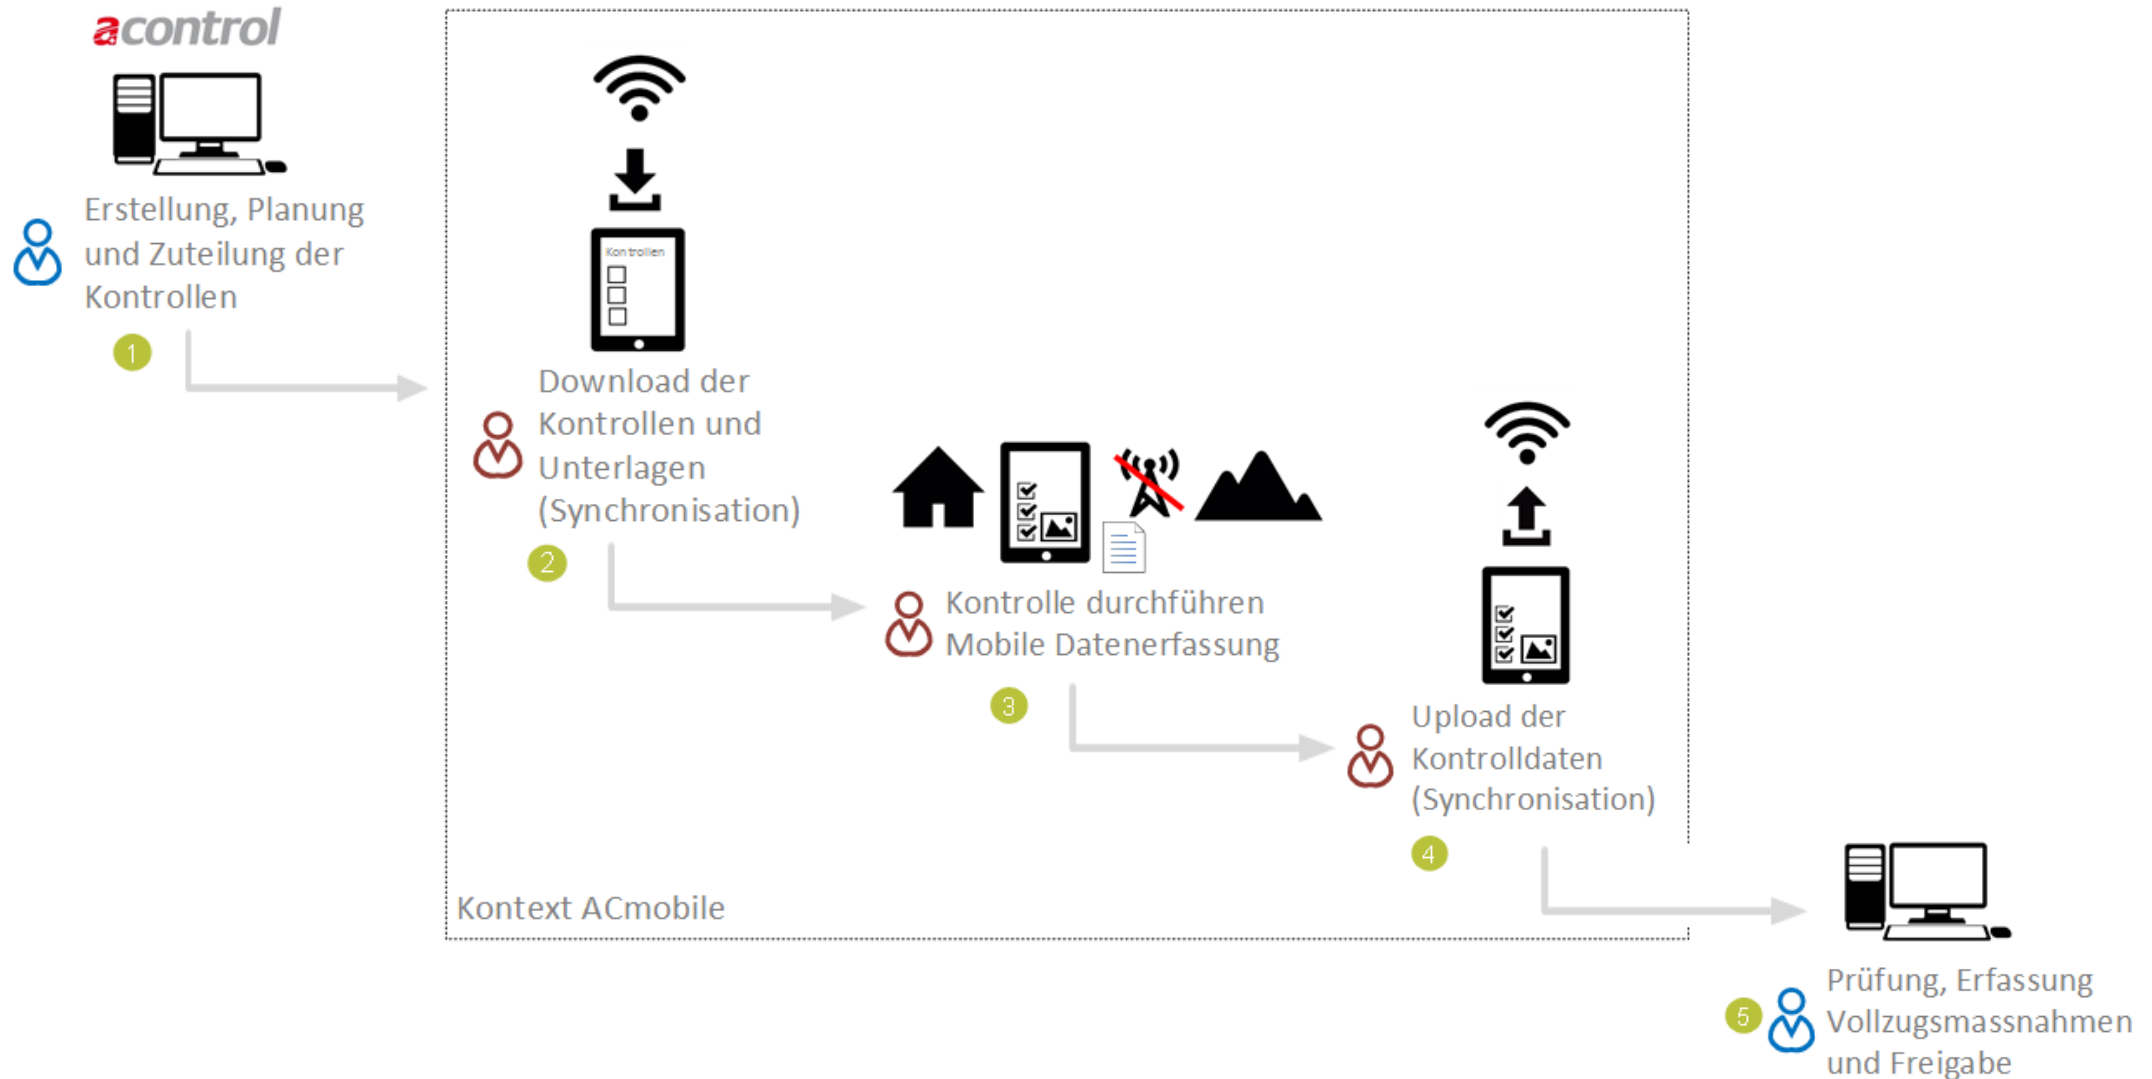 acontrol
Erstellung, Planung
und Zuteilung der
Kontrollen
1
Kontrollen
Download der
Kontrollen und
Unterlagen
(Synchronisation)
2
Kontrolle durchführen
Mobile Datenerfassung
3
Upload der
Kontrolldaten
(Synchronisation)
4
Kontext ACmobile
5
Prüfung, Erfassung
Vollzugsmassnahmen
und Freigabe